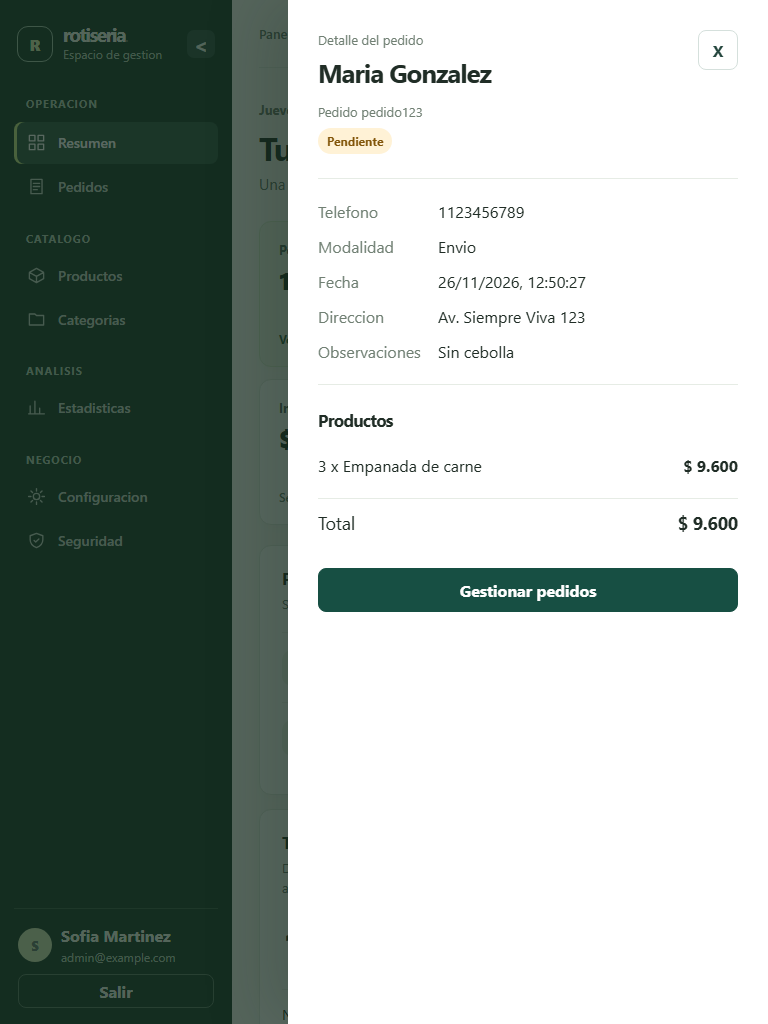 R
rotiseria
Espacio de gestion
<
OPERACION
Resumen
Pedidos
CATALOGO
Productos
Categorias
ANALISIS
Estadisticas
NEGOCIO
Configuracion
Seguridad
S
Sofia Martinez
admin@example.com
Salir
Una
Detalle del pedido
X
Maria Gonzalez
Pedido pedido123
Pendiente
Telefono 1123456789
Modalidad Envio
Fecha 26/11/2026, 12:50:27
Direccion Av. Siempre Viva 123
Observaciones Sin cebolla
Productos
3 x Empanada de carne $ 9.600
Total $ 9.600
Gestionar pedidos